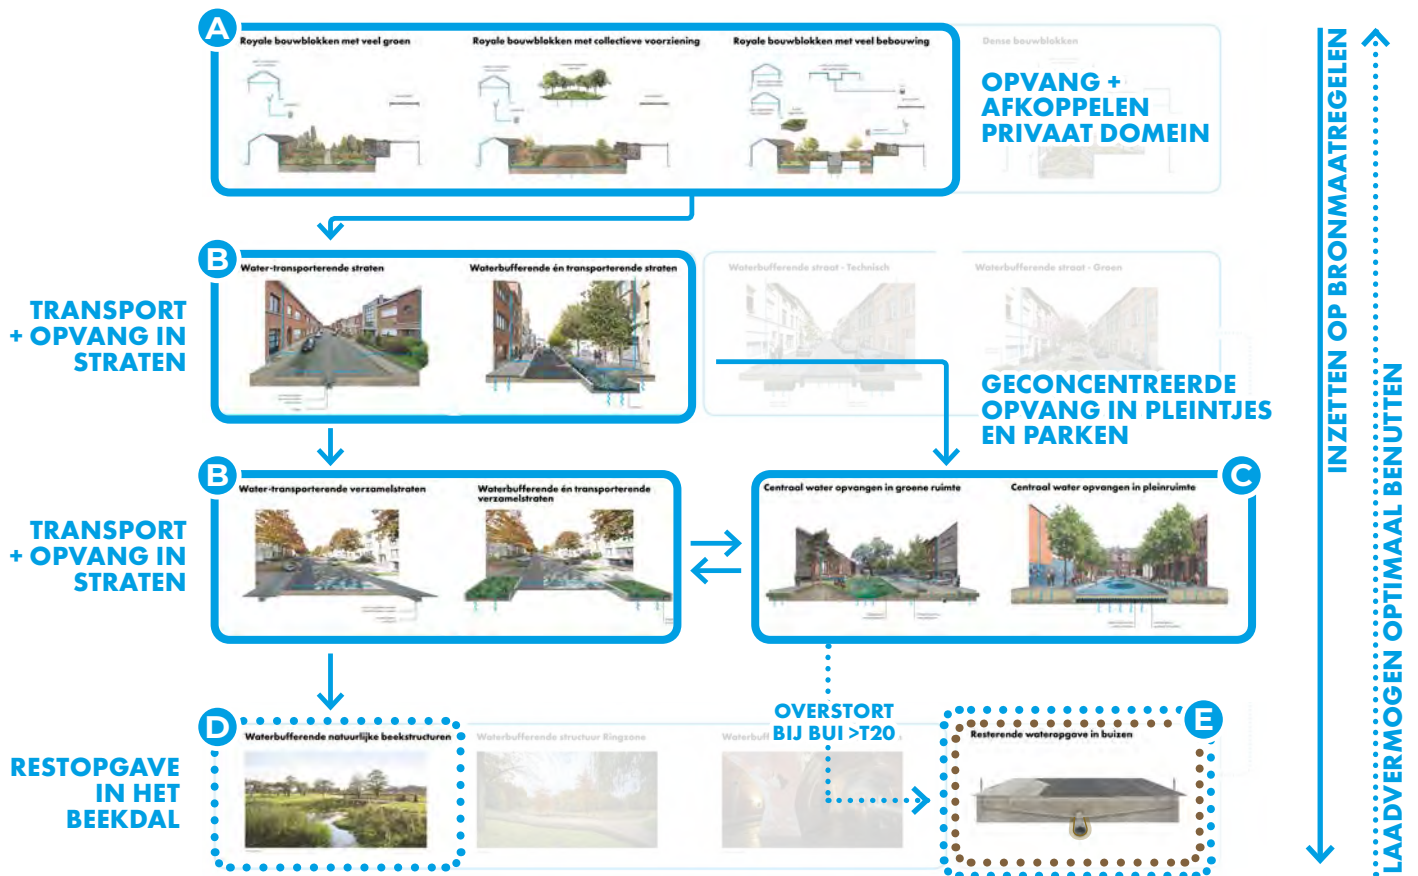 A
Royale bouwblokken met veel groen
Royale bouwblokken met collectieve voorziening
Royale bouwblokken met veel bebouwing
Dense bouwblokken
OPVANG +
AFKOPPELEN
PRIVAAT DOMEIN
B
Water-transporterende straten
Waterbufferende én transporterende straten
Waterbufferende straat - Technisch
Waterbufferende straat - Groen
TRANSPORT
+ OPVANG IN
STRATEN
GECONCENTREERDE
OPVANG IN PLEINTJES
EN PARKEN
B
Water-transporterende verzamelstraten
Waterbufferende én transporterende
verzamelstraten
C
Centraal water opvangen in groene ruimte
Centraal water opvangen in pleinruimte
TRANSPORT
+ OPVANG IN
STRATEN
D
Waterbufferende natuurlijke beekstructuren
Waterbufferende structuur Ringzone
OVERSTORT
BIJ BUI >T20
E
Resterende wateropgave in buizen
RESTOPGAVE
IN HET
BEEKDAL
INZETTEN OP BRONMAATREGELEN
LAADVERMOGEN OPTIMAAL BENUTTEN